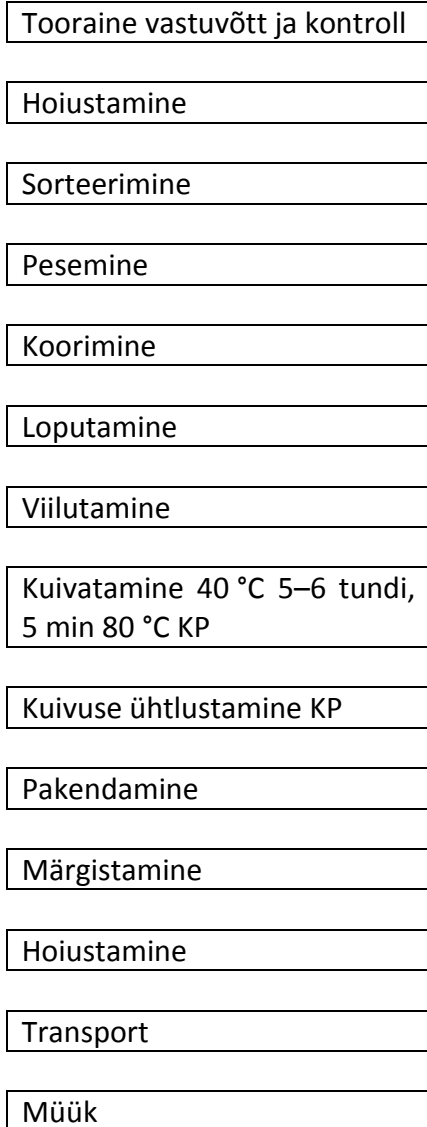 Tooraine vastuvõtt ja kontroll
Hoiustamine
Sorteerimine
Pesemine
Koorimine
Loputamine
Viilutamine
Kuivatamine 40 °C 5–6 tundi,
5 min 80 °C KP
Kuivuse ühtlustamine KP
Pakendamine
Märgistamine
Hoiustamine
Transport
Müük